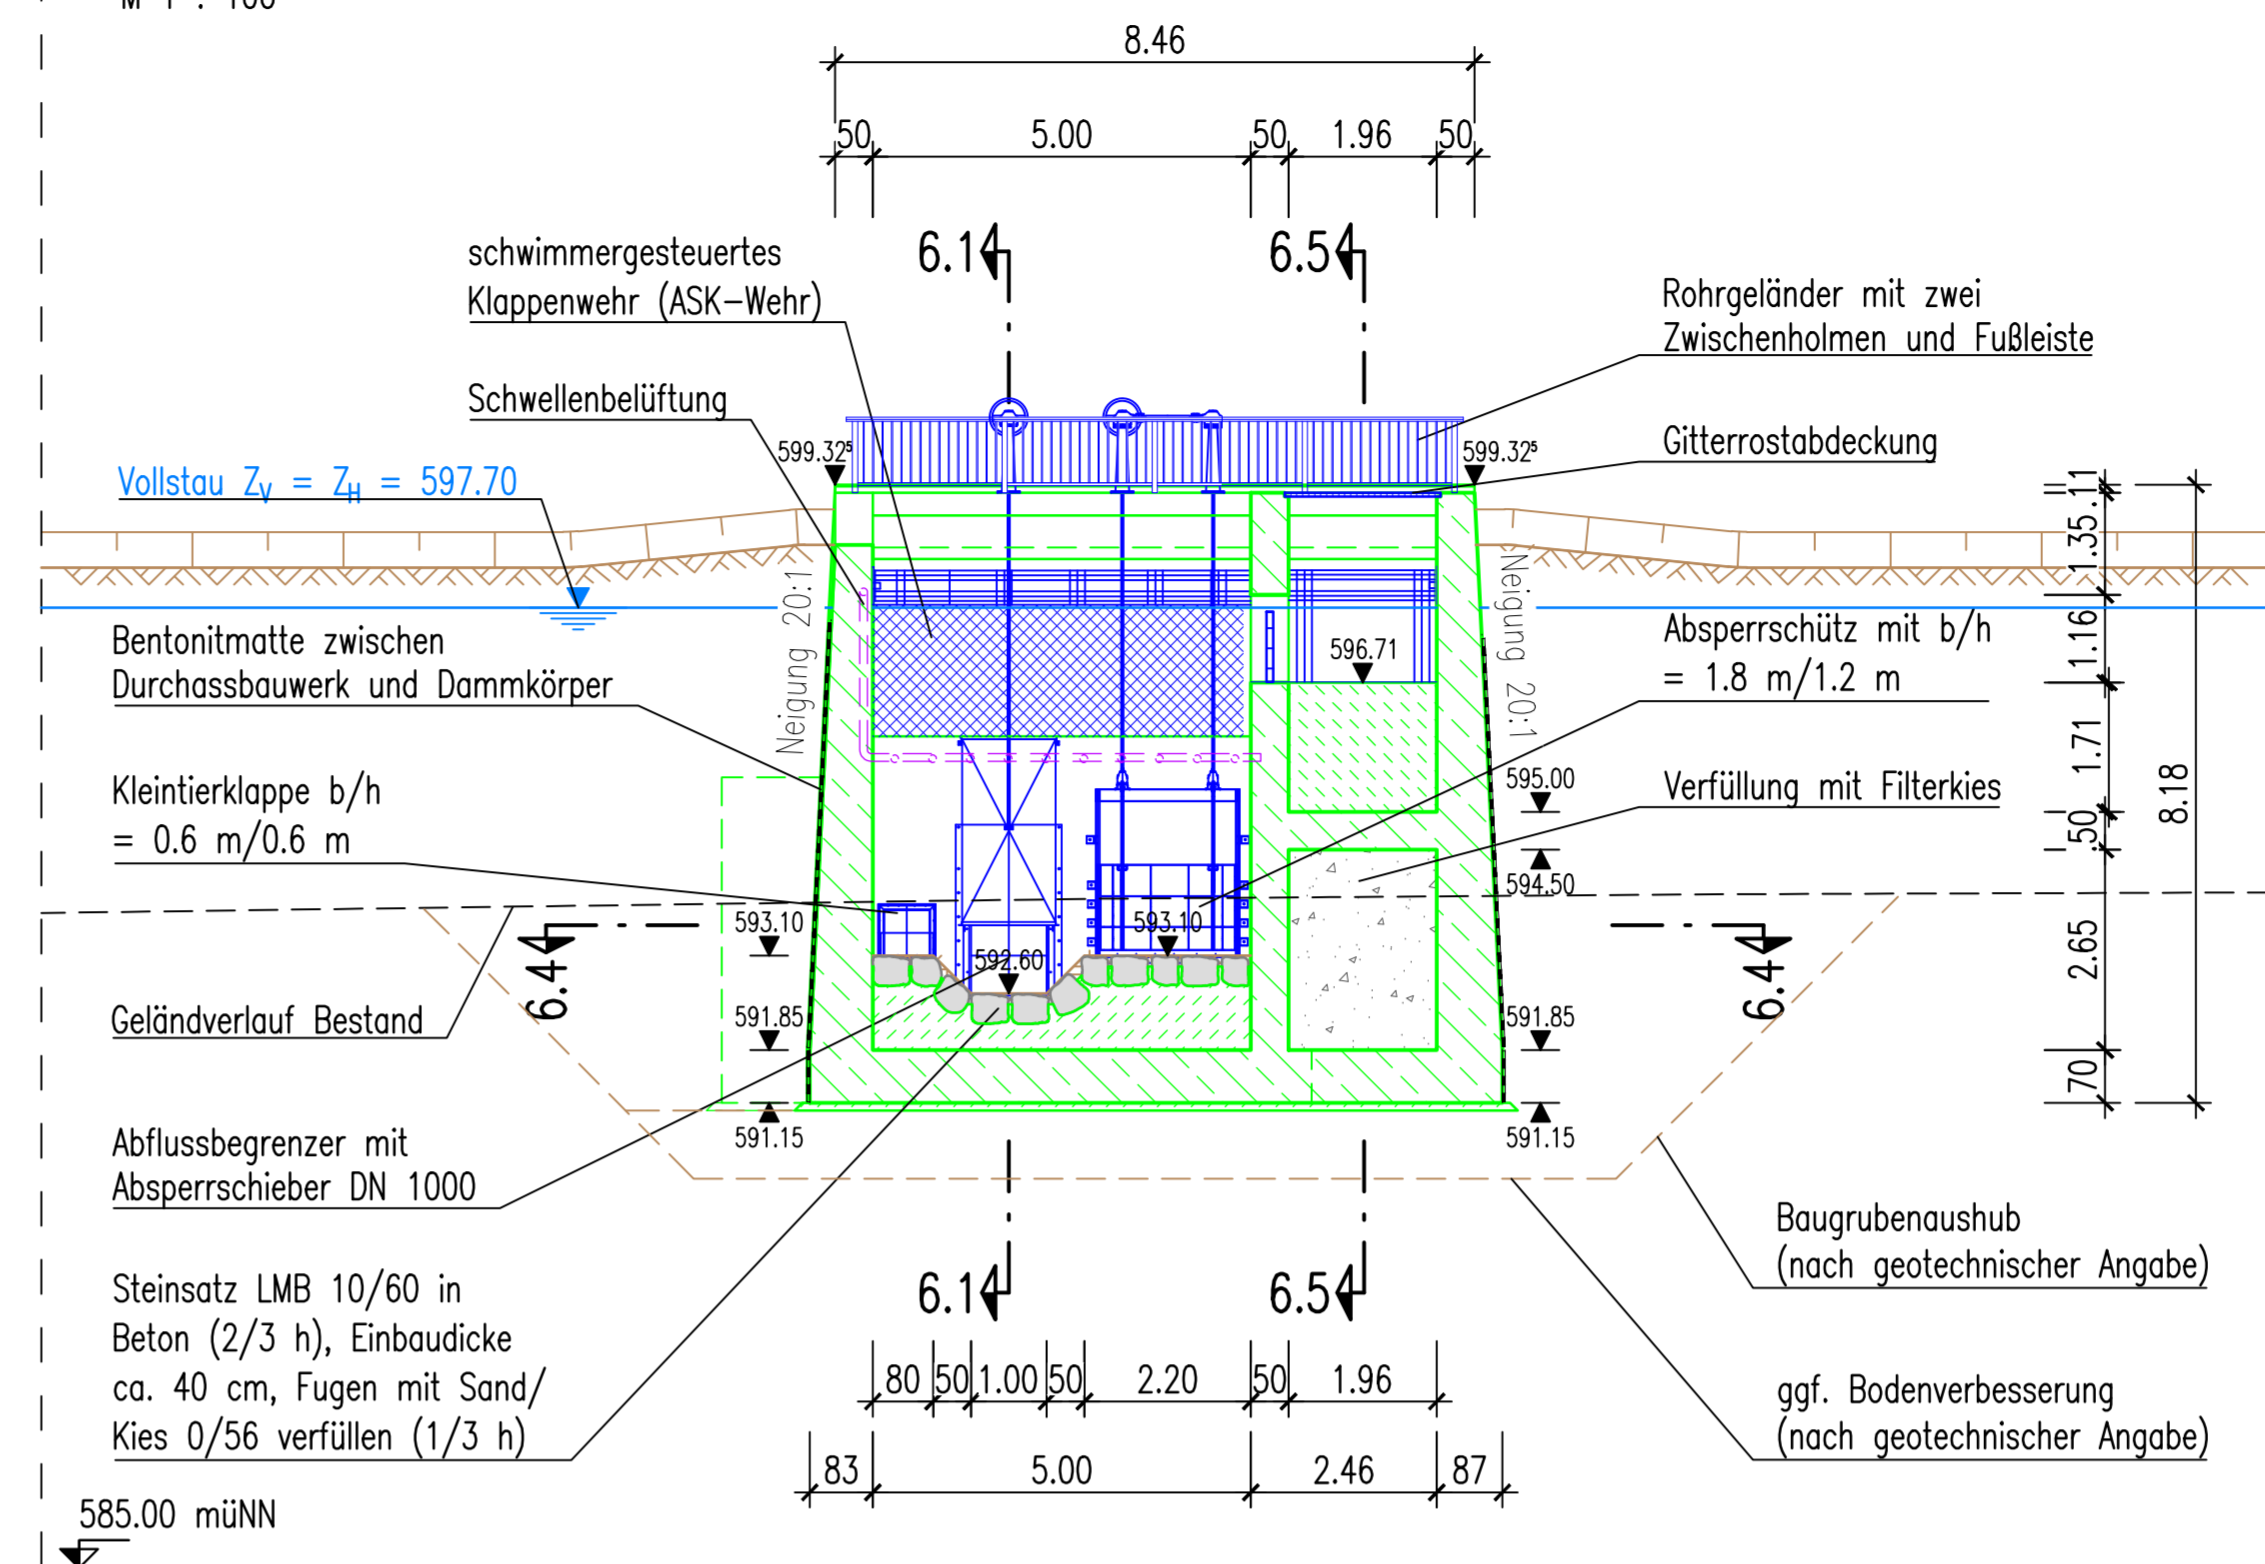 8.46
50 5.00 50 1.96 50
6.1 6.5
schwimmergesteuertes
Klappenwehr (ASK-Wehr)
Rohrgeländer mit zwei
Zwischenholmen und Fußleiste
Schwellenbelüftung
Gitterrostabdeckung
599.32⁵ 599.32⁵
Vollstau Z_V = Z_H = 597.70
Neigung 20:1
Neigung 20:1
Bentonitmatte zwischen
Durchassbauwerk und Dammkörper
596.71
Absperrschütz mit b/h
= 1.8 m/1.2 m
Kleintierklappe b/h
= 0.6 m/0.6 m
595.00
Verfüllung mit Filterkies
594.50
593.10 593.10
592.60
6.4 6.4
Geländverlauf Bestand
591.85 591.85
591.15 591.15
.11
1.35
1.16
1.71
.50
2.65
70
8.18
Abflussbegrenzer mit
Absperrschieber DN 1000
Baugrubenaushub
(nach geotechnischer Angabe)
6.1 6.5
Steinsatz LMB 10/60 in
Beton (2/3 h), Einbaudicke
ca. 40 cm, Fugen mit Sand/
Kies 0/56 verfüllen (1/3 h)
80 50 1.00 50 2.20 50 1.96
ggf. Bodenverbesserung
(nach geotechnischer Angabe)
83 5.00 2.46 87
585.00 müNN